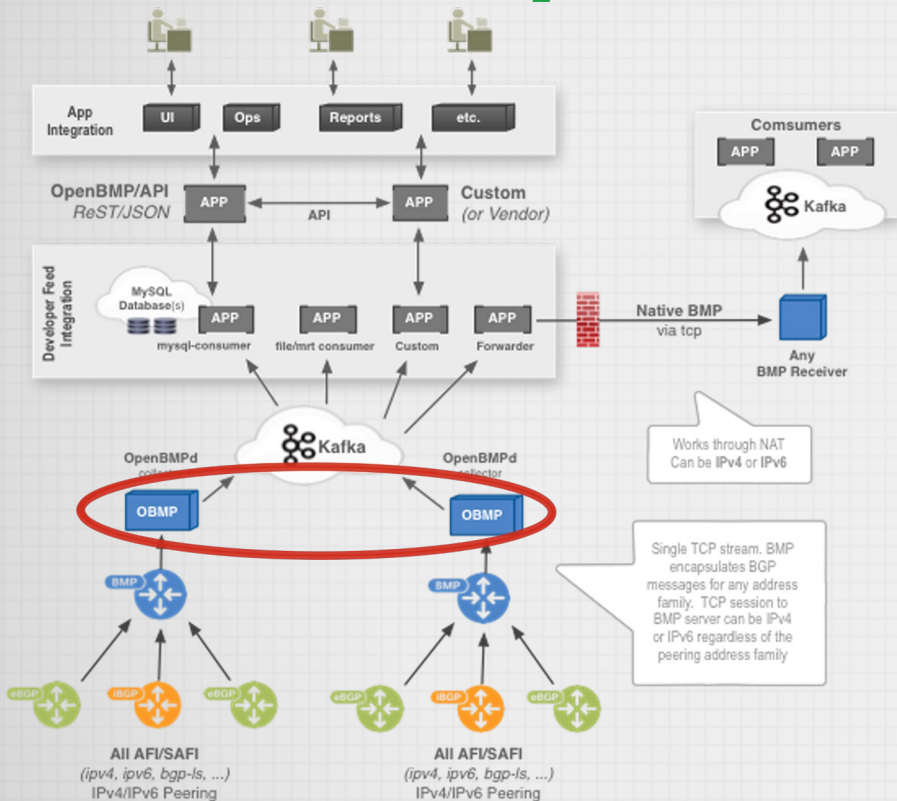 App
Integration
UI
Ops
Reports
etc.
Comsumers
APP
APP
Kafka
OpenBMP/API
ReST/JSON
APP
API
APP
Custom
(or Vendor)
Developer Feed
Integration
MySQL
Database(s)
APP
mysql-consumer
APP
file/mrt consumer
APP
Custom
APP
Forwarder
Native BMP
via tcp
Any
BMP Receiver
Works through NAT
Can be IPv4 or IPv6
Kafka
OpenBMPd
OBMP
OpenBMPd
collector
OBMP
Single TCP stream. BMP
encapsulates BGP
messages for any address
family. TCP session to
BMP server can be IPv4
or IPv6 regardless of the
peering address family
BMP
BMP
eBGP
iBGP
eBGP
eBGP
iBGP
eBGP
All AFI/SAFI
(ipv4, ipv6, bgp-ls, ...)
IPv4/IPv6 Peering
All AFI/SAFI
(ipv4, ipv6, bgp-ls, ...)
IPv4/IPv6 Peering